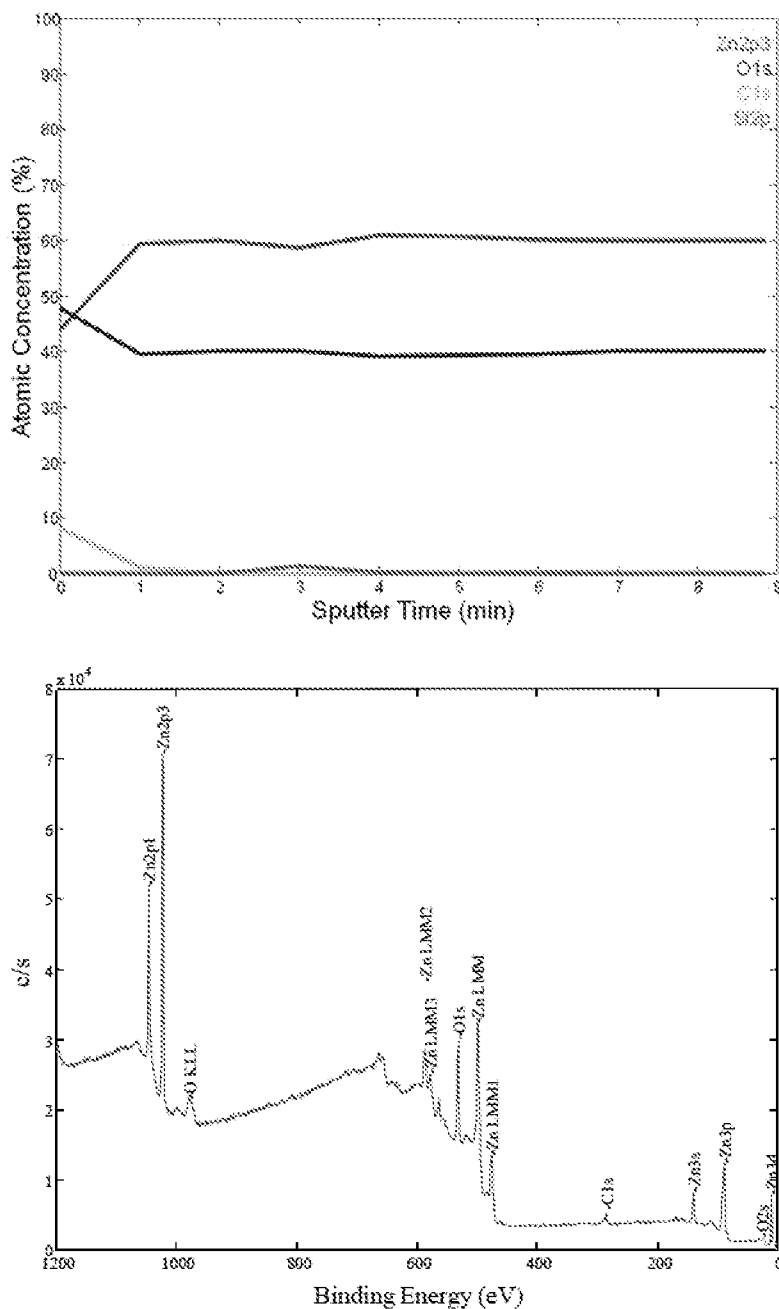 100
90
80
70
60
50
40
30
20
10
0
Atomic Concentration (%)
Zn2p3
O1s
C1s
Si2p
0 1 2 3 4 5 6 7 8 9
Sputter Time (min)
x 10⁴
8
7
6
5
4
3
2
1
0
c/s
-Zn2p1
-Zn2p3
-O KLL
-Zn LMM2
-Zn LMM3
-O1s
-Zn LMM
-Zn LMM1
-C1s
-Zn3s
-Zn3p
-O2s
-Zn3d
1200 1000 800 600 400 200 0
Binding Energy (eV)